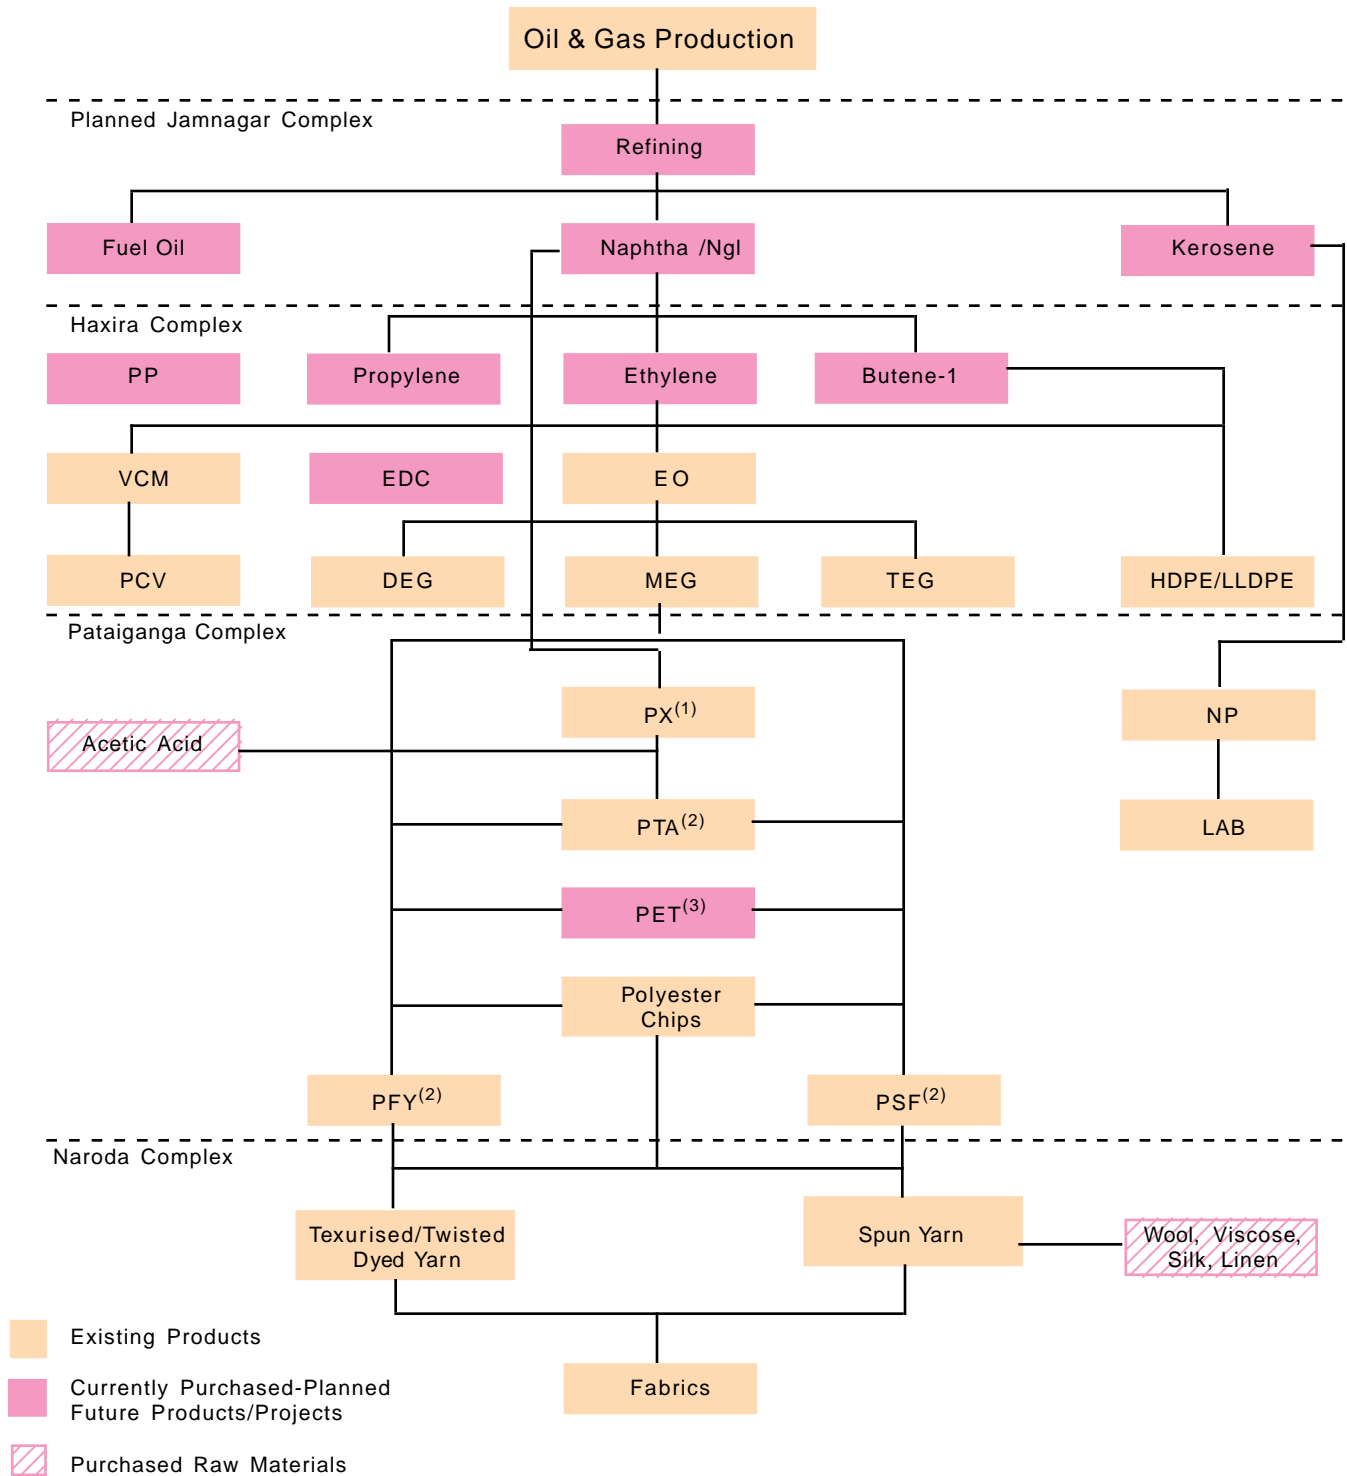 Oil & Gas Production
Planned Jamnagar Complex
Refining
Fuel Oil
Naphtha /Ngl
Kerosene
Haxira Complex
PP
Propylene
Ethylene
Butene-1
VCM
EDC
EO
PCV
DEG
MEG
TEG
HDPE/LLDPE
Pataiganga Complex
PX(1)
NP
Acetic Acid
PTA(2)
LAB
PET(3)
Polyester
Chips
PFY(2)
PSF(2)
Naroda Complex
Texurised/Twisted
Dyed Yarn
Spun Yarn
Wool, Viscose,
Silk, Linen
Existing Products
Currently Purchased-Planned
Future Products/Projects
Fabrics
Purchased Raw Materials